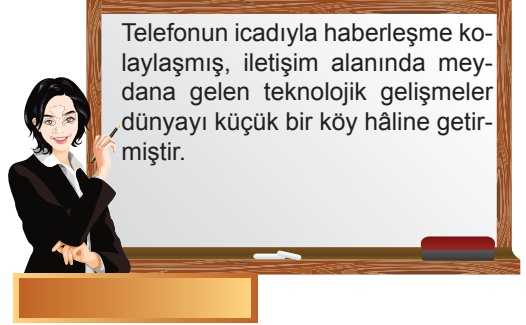 Telefonun icadıyla haberleşme ko-
laylaşmış, iletişim alanında mey-
dana gelen teknolojik gelişmeler
dünyayı küçük bir köy hâline getir-
miştir.